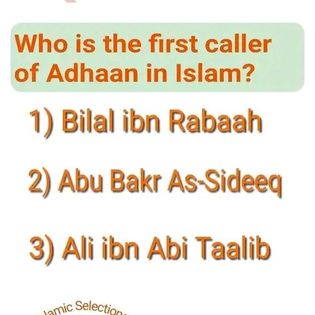 Who is the first caller
of Adhaan in Islam?
1) Bilal ibn Rabaah
2) Abu Bakr As-Sideeq
3) Ali ibn Abi Taalib